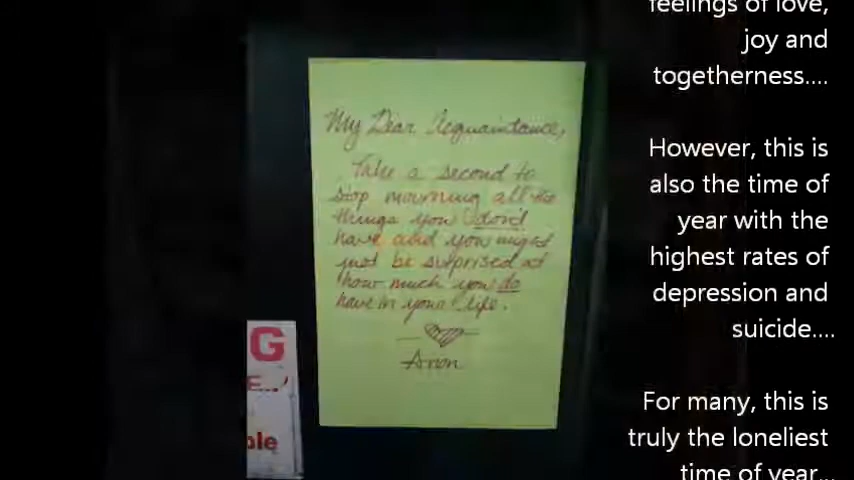 My Dear Acquaintance,
Take a second to
stop mourning all the
things you don't
have and you might
just be surprised at
how much you do
have in your life.
Anon
G
E...!
ble
feelings of love,
joy and
togetherness....
However, this is
also the time of
year with the
highest rates of
depression and
suicide....
For many, this is
truly the loneliest
time of year...